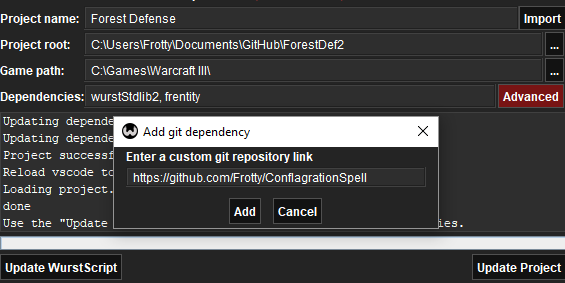 Project name: Forest Defense Import
Project root: C:\Users\Frotty\Documents\GitHub\ForestDef2 ...
Game path: C:\Games\Warcraft III\ ...
Dependencies: wurstStdlib2, frentity Advanced
Updating depende
Updating depende
Project successf
Reload vscode to
Loading project.
done
Use the "Update ies.
Add git dependency
Enter a custom git repository link
https://github.com/Frotty/ConflagrationSpell
Add Cancel
Update WurstScript Update Project